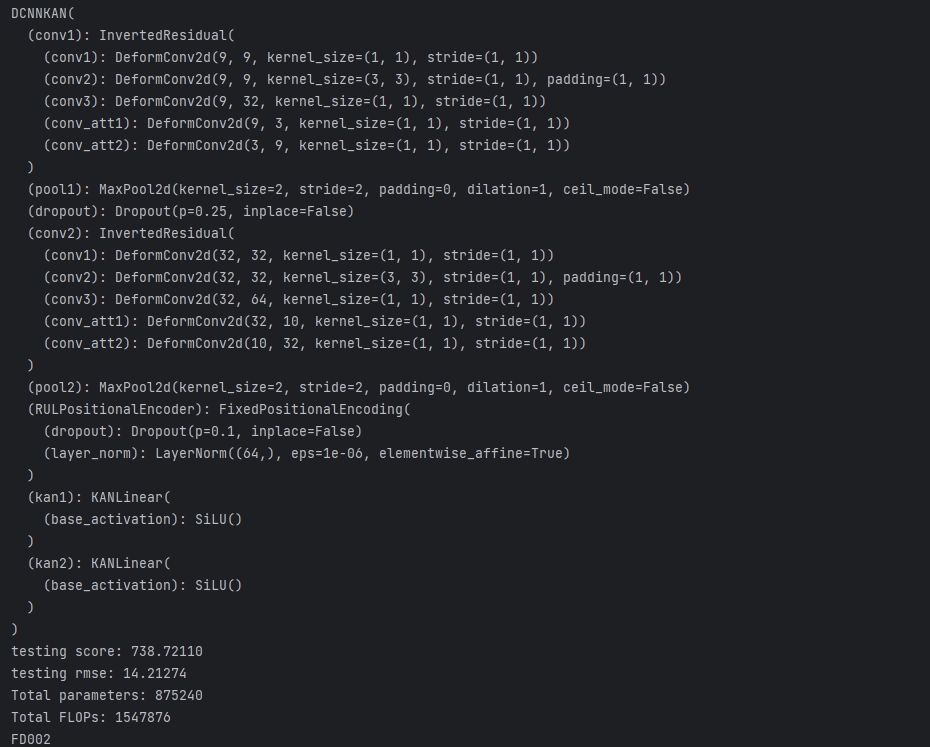 DCNNKAN(
  (conv1): InvertedResidual(
    (conv1): DeformConv2d(9, 9, kernel_size=(1, 1), stride=(1, 1))
    (conv2): DeformConv2d(9, 9, kernel_size=(3, 3), stride=(1, 1), padding=(1, 1))
    (conv3): DeformConv2d(9, 32, kernel_size=(1, 1), stride=(1, 1))
    (conv_att1): DeformConv2d(9, 3, kernel_size=(1, 1), stride=(1, 1))
    (conv_att2): DeformConv2d(3, 9, kernel_size=(1, 1), stride=(1, 1))
  )
  (pool1): MaxPool2d(kernel_size=2, stride=2, padding=0, dilation=1, ceil_mode=False)
  (dropout): Dropout(p=0.25, inplace=False)
  (conv2): InvertedResidual(
    (conv1): DeformConv2d(32, 32, kernel_size=(1, 1), stride=(1, 1))
    (conv2): DeformConv2d(32, 32, kernel_size=(3, 3), stride=(1, 1), padding=(1, 1))
    (conv3): DeformConv2d(32, 64, kernel_size=(1, 1), stride=(1, 1))
    (conv_att1): DeformConv2d(32, 10, kernel_size=(1, 1), stride=(1, 1))
    (conv_att2): DeformConv2d(10, 32, kernel_size=(1, 1), stride=(1, 1))
  )
  (pool2): MaxPool2d(kernel_size=2, stride=2, padding=0, dilation=1, ceil_mode=False)
  (RULPositionalEncoder): FixedPositionalEncoding(
    (dropout): Dropout(p=0.1, inplace=False)
    (layer_norm): LayerNorm((64,), eps=1e-06, elementwise_affine=True)
  )
  (kan1): KANLinear(
    (base_activation): SiLU()
  )
  (kan2): KANLinear(
    (base_activation): SiLU()
  )
)
testing score: 738.72110
testing rmse: 14.21274
Total parameters: 875240
Total FLOPs: 1547876
FD002